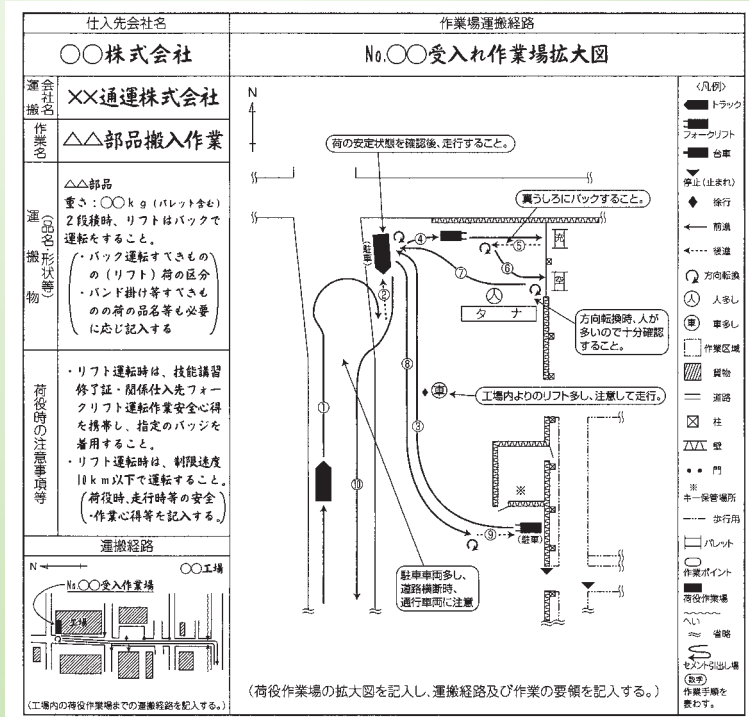 仕入先会社名
○○株式会社
運搬会社名
××通運株式会社
作業名
△△部品搬入作業
運搬物(品名・形状等)
△△部品
重さ:○○kg(パレット含む)
2段積時、リフトはバックで
運転をすること。
・バック運転すべきもの
の(リフト)荷の区分
・バンド掛け等すべきも
のの荷の品名等も必要
に応じ記入する
荷役時の注意事項等
・リフト運転時は、技能講習
修了証・関係仕入先フォー
クリフト運転作業安全心得
を携帯し、指定のバッジを
着用すること。
・リフト運転時は、制限速度
10km以下で運転すること。
(荷役時、走行時等の安全
・作業心得等を記入する。)
運搬経路
N
○○工場
No.○○受入作業場
工場
(工場内の荷役作業場までの運搬経路を記入する。)
作業場運搬経路
No.○○受入れ作業場拡大図
N
荷の安定状態を確認後、走行すること。
真うしろにバックすること。
(駐車)
④
⑤
⑥
⑦
②
人
タナ
方向転換時、人が
多いので十分確認
すること。
⑧
車
工場内よりのリフト多し、注意して走行。
①
③
⑩
※
⑨
(駐車)
駐車車両多し、
道路横断時、
通行車両に注意
(荷役作業場の拡大図を記入し、運搬経路及び作業の要領を記入する。)
〈凡例〉
トラック
フォークリフト
台車
停止(止まれ)
徐行
前進
後進
方向転換
人 人多し
車 車多し
作業区域
貨物
道路
柱
壁
門
※
キー保管場所
歩行用
パレット
作業ポイント
荷役作業場
へい
省略
セメント引出し場
数字
作業手順を
表わす。